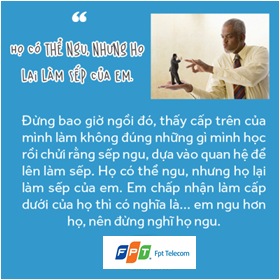 HỌ CÓ THỂ NGU, NHƯNG HỌ
LẠI LÀM SẾP CỦA EM.
Đừng bao giờ ngồi đó, thấy cấp trên của
mình làm không đúng những gì mình học
rồi chửi rằng sếp ngu, dựa vào quan hệ để
lên làm sếp. Họ có thể ngu, nhưng họ lại
làm sếp của em. Em chấp nhận làm cấp
dưới của họ thì có nghĩa là... em ngu hơn
họ, nên đừng nghĩ họ ngu.
FPT Fpt Telecom